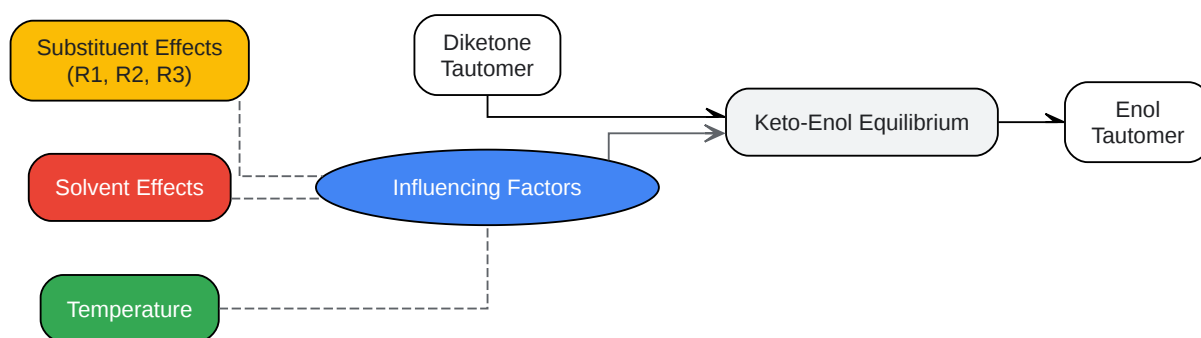 Substituent Effects
(R1, R2, R3)
Diketone
Tautomer
Keto-Enol Equilibrium
Enol
Tautomer
Solvent Effects
Influencing Factors
Temperature